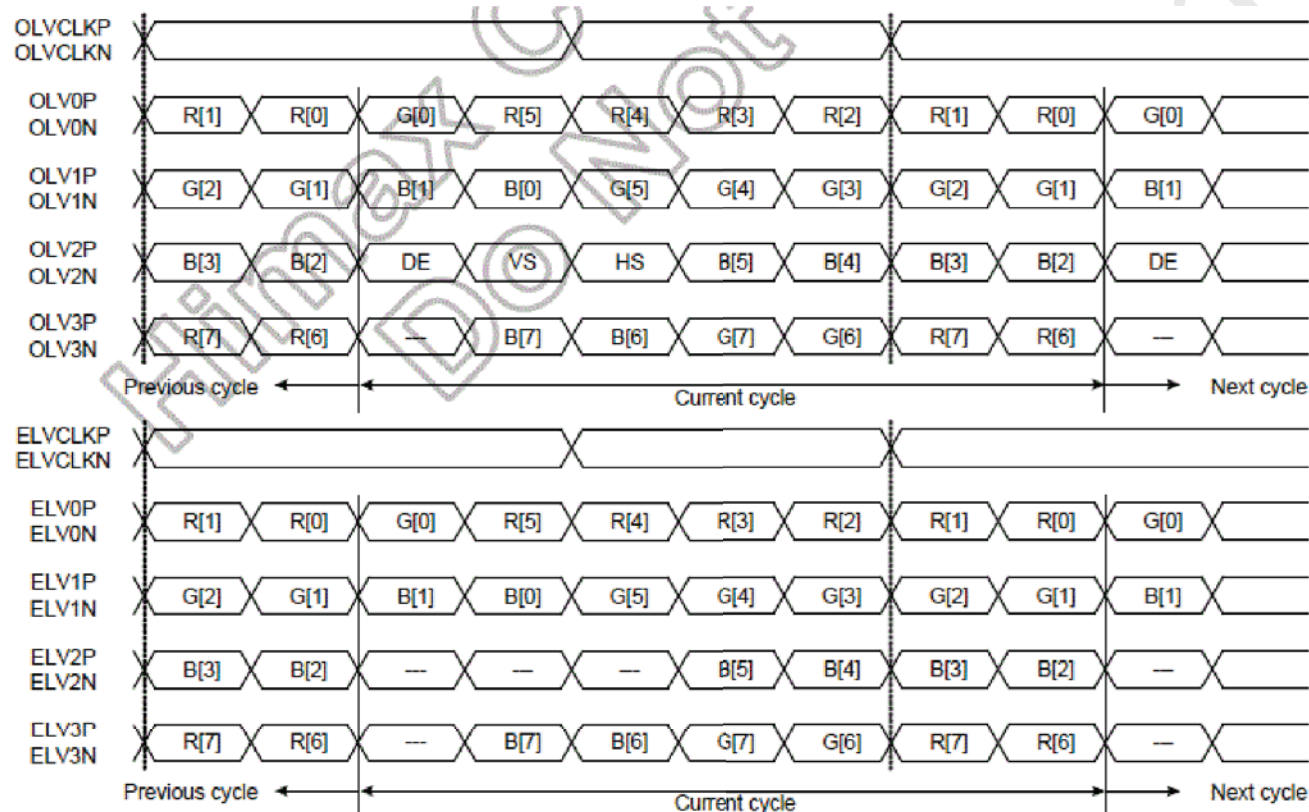 OLVCLKP
OLVCLKN
OLV0P
OLV0N
R[1] R[0] G[0] R[5] R[4] R[3] R[2] R[1] R[0] G[0]
OLV1P
OLV1N
G[2] G[1] B[1] B[0] G[5] G[4] G[3] G[2] G[1] B[1]
OLV2P
OLV2N
B[3] B[2] DE VS HS B[5] B[4] B[3] B[2] DE
OLV3P
OLV3N
R[7] R[6] --- B[7] B[6] G[7] G[6] R[7] R[6] ---
Previous cycle Current cycle Next cycle
ELVCLKP
ELVCLKN
ELV0P
ELV0N
R[1] R[0] G[0] R[5] R[4] R[3] R[2] R[1] R[0] G[0]
ELV1P
ELV1N
G[2] G[1] B[1] B[0] G[5] G[4] G[3] G[2] G[1] B[1]
ELV2P
ELV2N
B[3] B[2] --- --- --- B[5] B[4] B[3] B[2] ---
ELV3P
ELV3N
R[7] R[6] --- B[7] B[6] G[7] G[6] R[7] R[6] ---
Previous cycle Current cycle Next cycle
Himax
Do Not